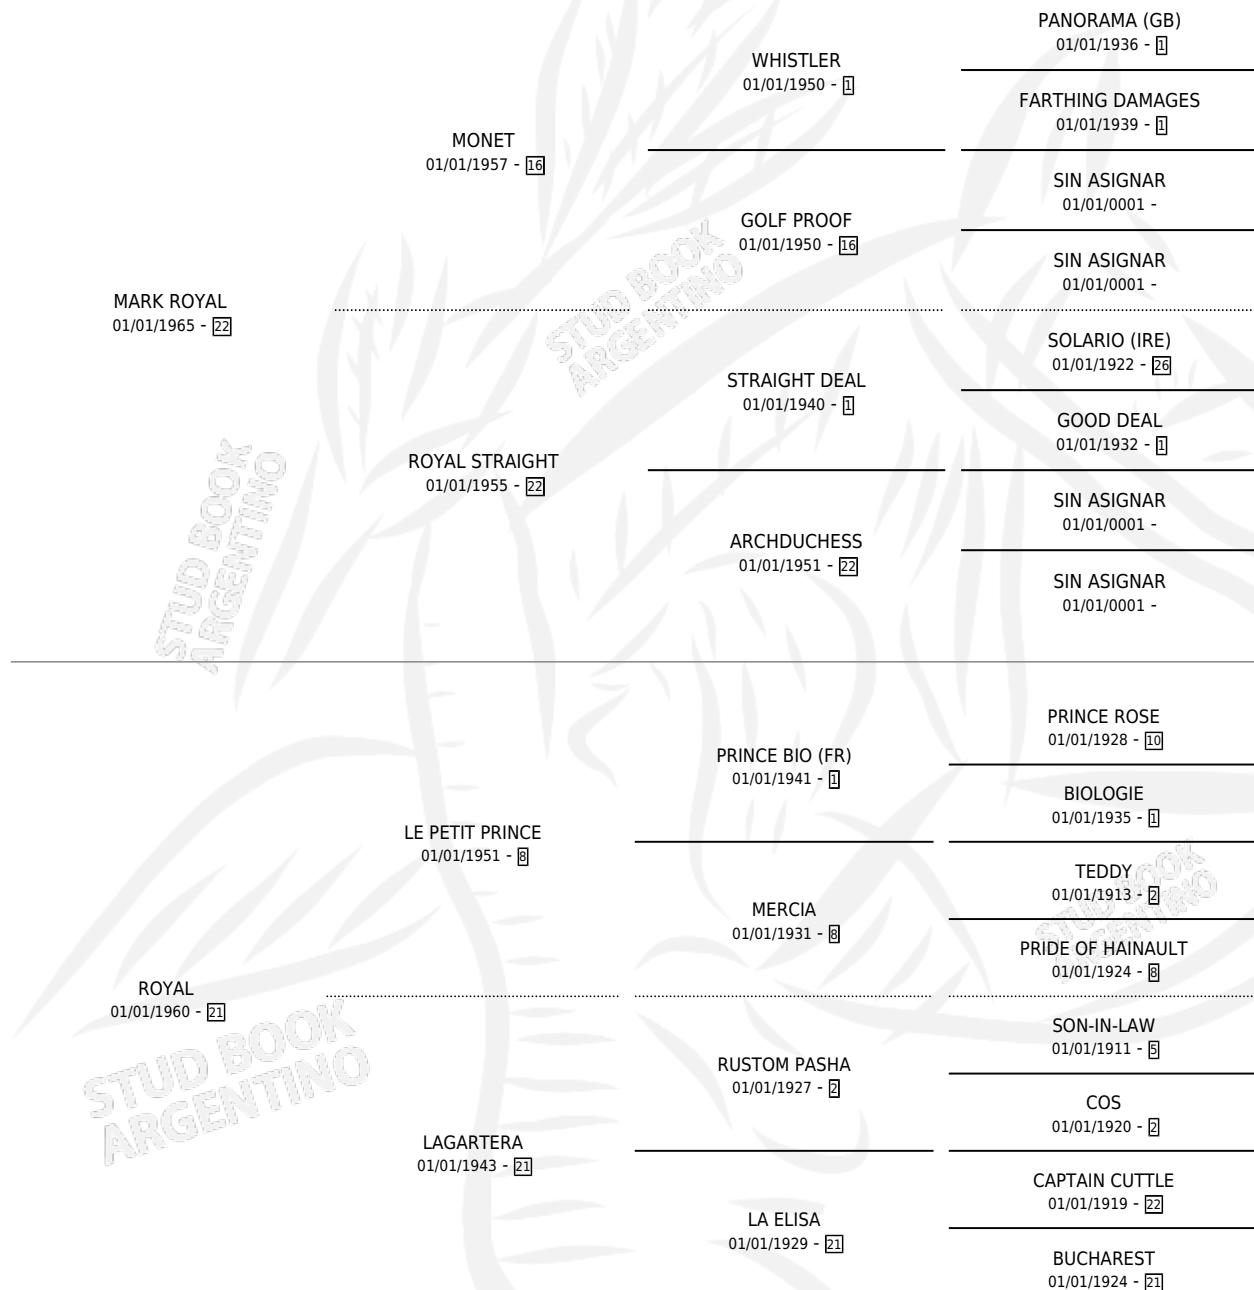 PANORAMA (GB)
01/01/1936 - 1
WHISTLER
01/01/1950 - 1
FARTHING DAMAGES
01/01/1939 - 1
MONET
01/01/1957 - 16
SIN ASIGNAR
01/01/0001 -
GOLF PROOF
01/01/1950 - 16
SIN ASIGNAR
01/01/0001 -
MARK ROYAL
01/01/1965 - 22
SOLARIO (IRE)
01/01/1922 - 26
STRAIGHT DEAL
01/01/1940 - 1
GOOD DEAL
01/01/1932 - 1
ROYAL STRAIGHT
01/01/1955 - 22
SIN ASIGNAR
01/01/0001 -
ARCHDUCHESS
01/01/1951 - 22
SIN ASIGNAR
01/01/0001 -
PRINCE ROSE
01/01/1928 - 10
PRINCE BIO (FR)
01/01/1941 - 1
BIOLOGIE
01/01/1935 - 1
LE PETIT PRINCE
01/01/1951 - 8
TEDDY
01/01/1913 - 2
MERCIA
01/01/1931 - 8
PRIDE OF HAINAULT
01/01/1924 - 8
ROYAL
01/01/1960 - 21
SON-IN-LAW
01/01/1911 - 5
RUSTOM PASHA
01/01/1927 - 2
COS
01/01/1920 - 2
LAGARTERA
01/01/1943 - 21
CAPTAIN CUTTLE
01/01/1919 - 22
LA ELISA
01/01/1929 - 21
BUCHAREST
01/01/1924 - 21
STUD BOOK
ARGENTINO
STUD BOOK
ARGENTINO
STUD BOOK
ARGENTINO
STUD BOOK
ARGENTINO